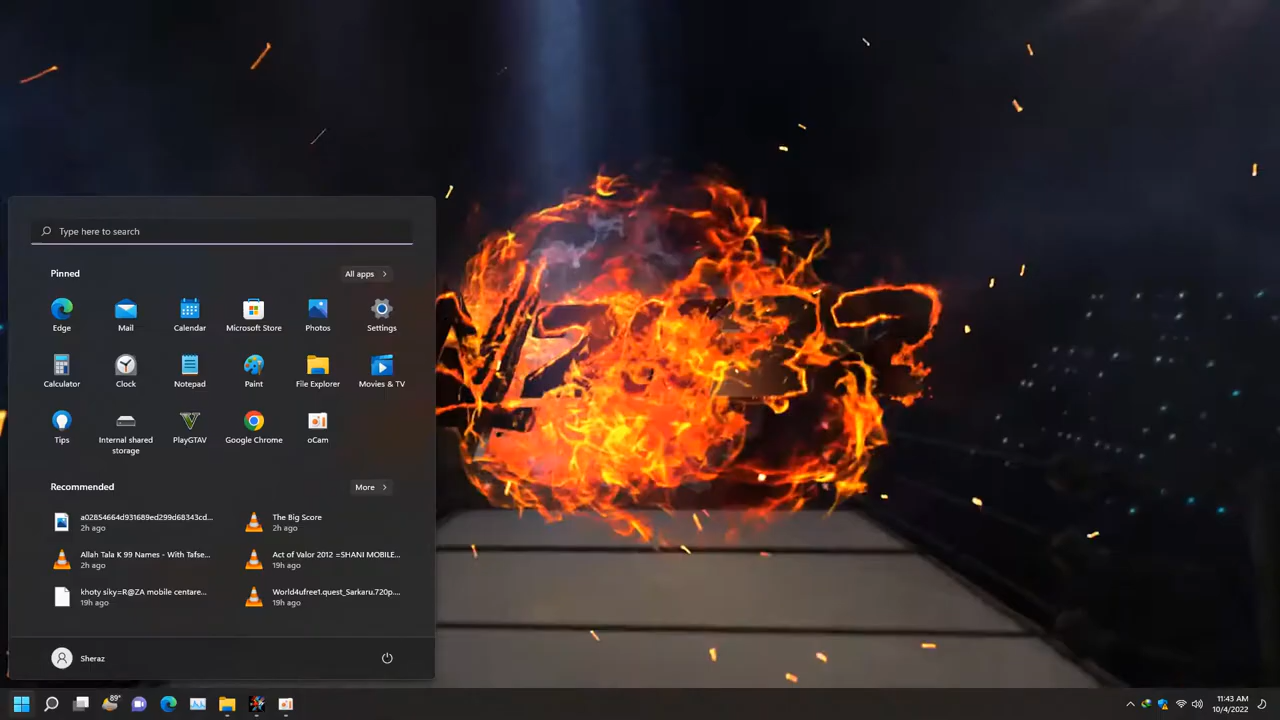 Type here to search
Pinned
All apps
Edge
Mail
Calendar
Microsoft Store
Photos
Settings
Calculator
Clock
Notepad
Paint
File Explorer
Movies & TV
Tips
Internal shared
storage
PlayGTAV
Google Chrome
oCam
Recommended
More
a02854664d931689ed299d68343cd...
2h ago
The Big Score
2h ago
Allah Tala K 99 Names - With Tafse...
2h ago
Act of Valor 2012 =SHANI MOBILE...
19h ago
khoty siky=R@ZA mobile centare...
19h ago
World4ufree1.quest_Sarkaru.720p....
19h ago
Sheraz
89°
11:43 AM
10/4/2022